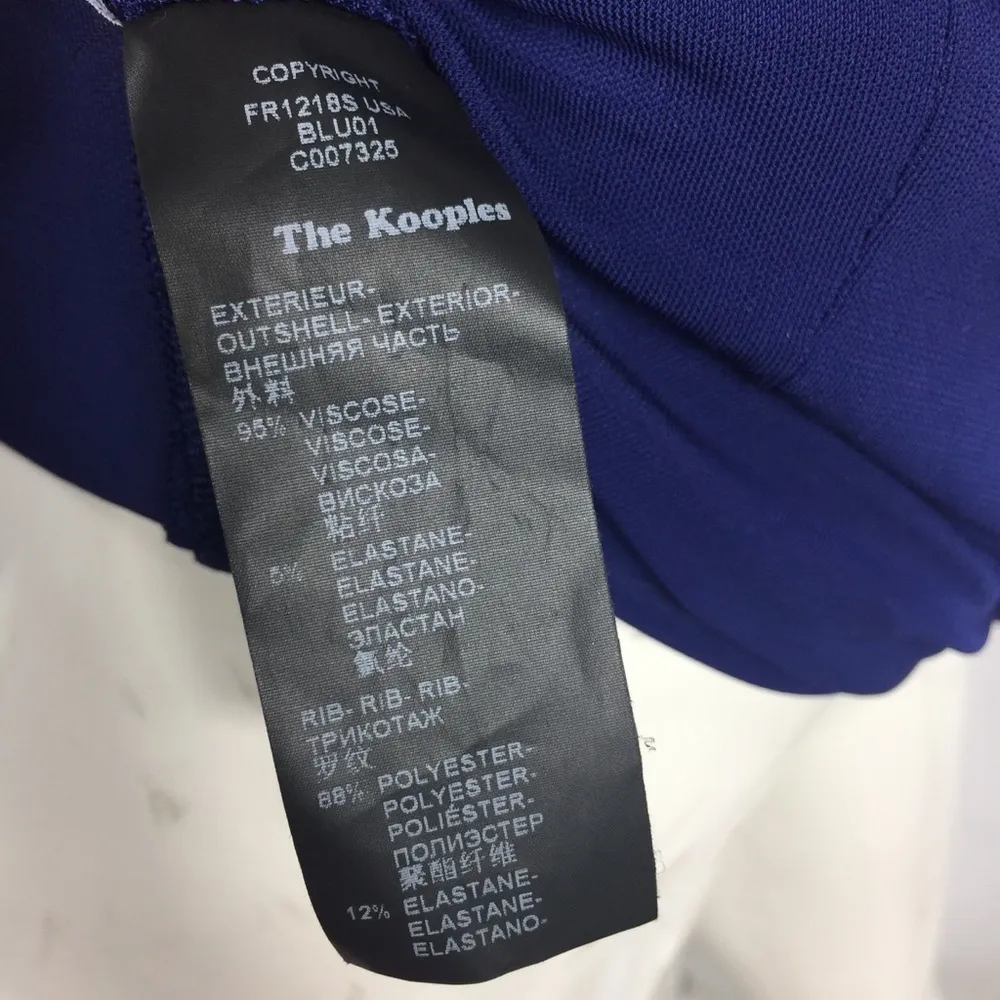 COPYRIGHT
FR1218S USA
BLU01
C007325
The Kooples
EXTERIEUR-
OUTSHELL- EXTERIOR-
ВНЕШНЯЯ ЧАСТЬ
外料
95% VISCOSE-
VISCOSE-
VISCOSA-
ВИСКОЗА
粘纤
5% ELASTANE-
ELASTANE-
ELASTANO-
ЭЛАСТАН
氨纶
RIB- RIB- RIB-
ТРИКОТАЖ
罗纹
88% POLYESTER-
POLYESTER-
POLIÉSTER-
ПОЛИЭСТЕР
聚酯纤维
12% ELASTANE-
ELASTANE-
ELASTANO-